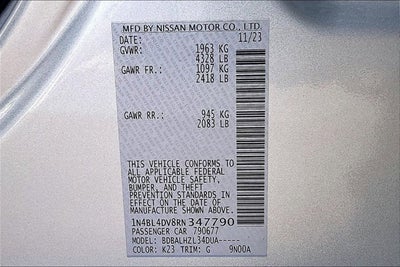 MFD BY NISSAN MOTOR CO., LTD.
DATE: 11/23
GVWR: 1963 KG
4328 LB
GAWR FR.: 1097 KG
2418 LB
GAWR RR.: 945 KG
2083 LB
THIS VEHICLE CONFORMS TO
ALL APPLICABLE FEDERAL
MOTOR VEHICLE SAFETY,
BUMPER, AND THEFT
PREVENTION STANDARDS IN
EFFECT ON THE DATE OF
MANUFACTURE SHOWN ABOVE.
1N4BL4DV8RN347790
PASSENGER CAR 790677
MODEL: BDBALHZL34DUA-----
COLOR: K23 TRIM: G 9N00A